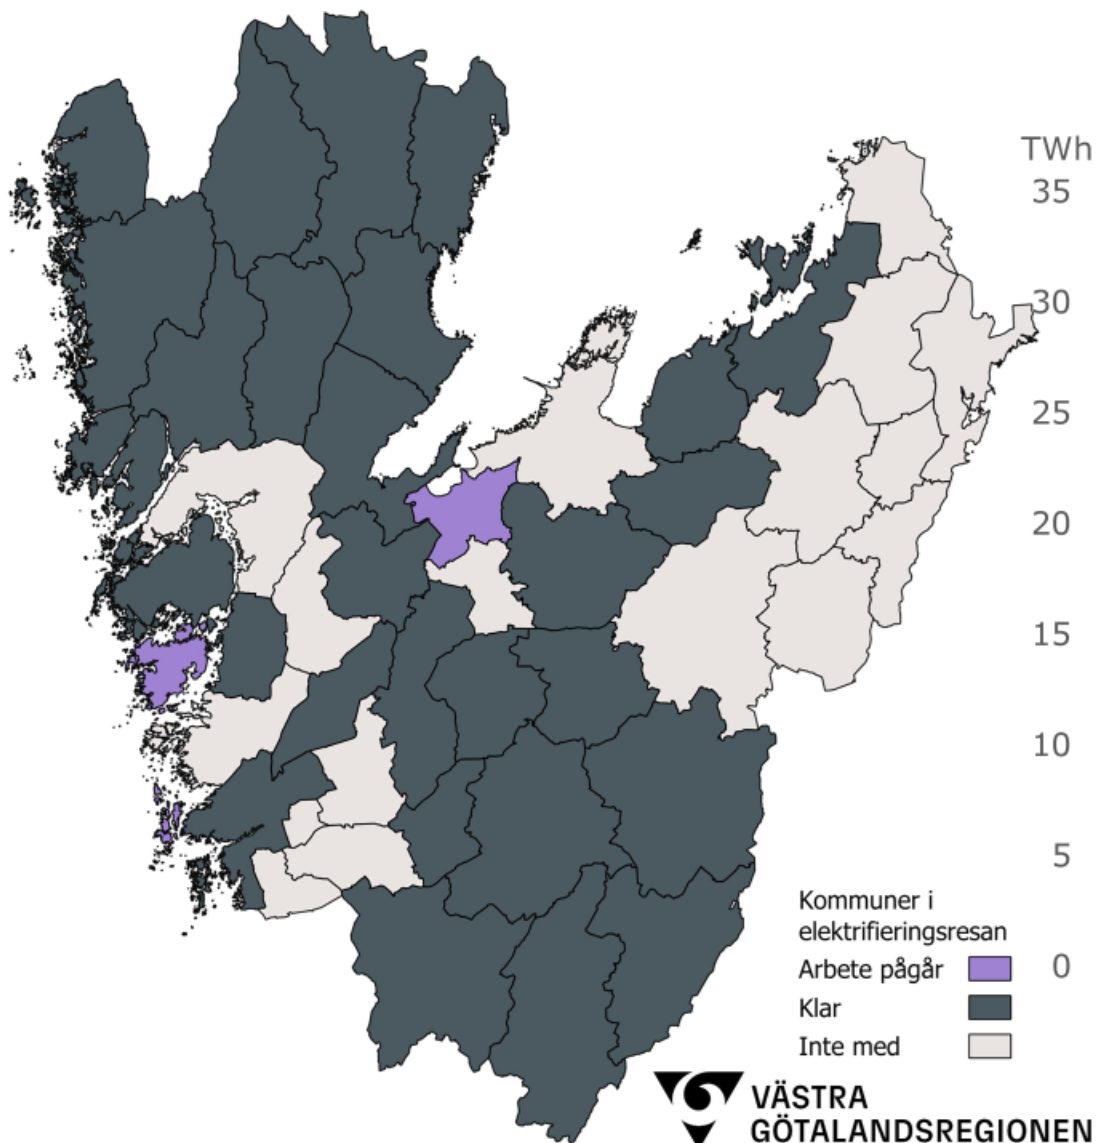 TWh
35
30
25
20
15
10
5
0
Kommuner i
elektrifieringsresan
Arbete pågår
Klar
Inte med
VÄSTRA
GÖTALANDSREGIONEN